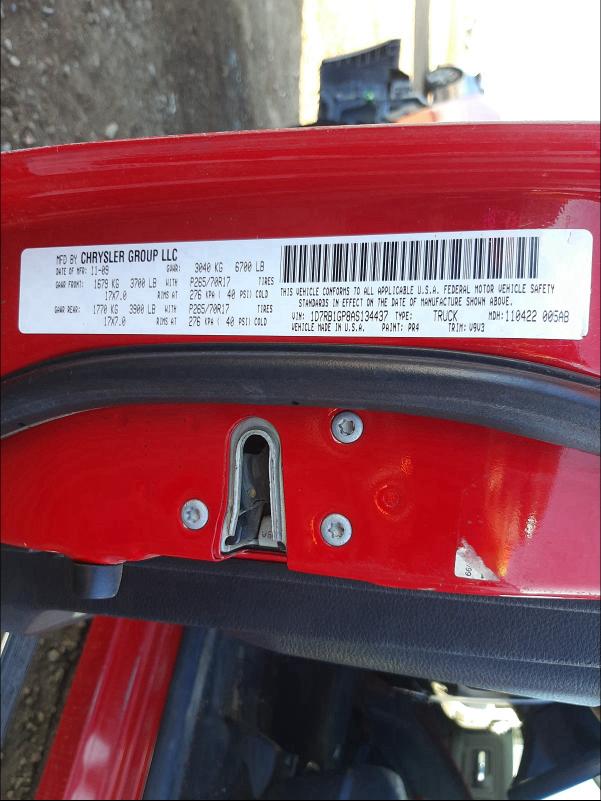 MFD BY CHRYSLER GROUP LLC
DATE OF MFR: 11-09 GVWR: 3040 KG 6700 LB
GAWR FRONT: 1679 KG 3700 LB WITH P265/70R17 TIRES
17X7.0 RIMS AT 276 KPA ( 40 PSI) COLD
GAWR REAR: 1770 KG 3900 LB WITH P265/70R17 TIRES
17X7.0 RIMS AT 276 KPA ( 40 PSI) COLD
THIS VEHICLE CONFORMS TO ALL APPLICABLE U.S.A. FEDERAL MOTOR VEHICLE SAFETY
STANDARDS IN EFFECT ON THE DATE OF MANUFACTURE SHOWN ABOVE.
VIN: 1D7RB1GP8AS134437 TYPE: TRUCK MDH: 110422 005AB
VEHICLE MADE IN U.S.A. PAINT: PR4 TRIM: V9V3